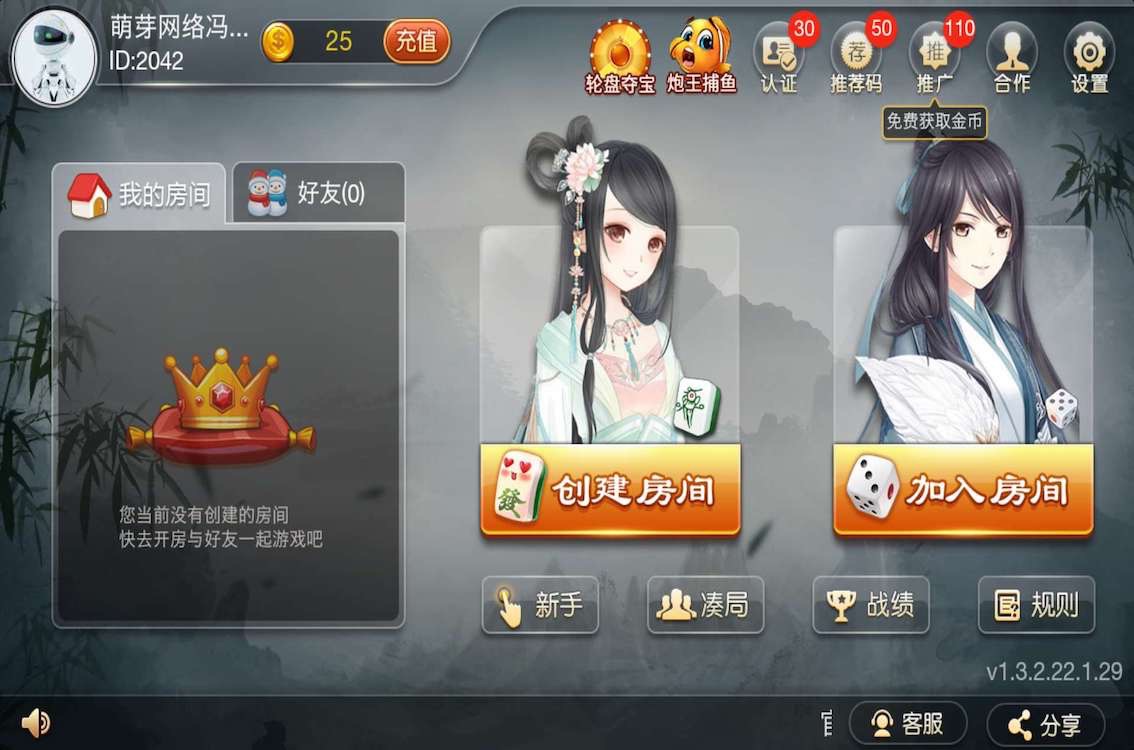 萌芽网络冯...
ID:2042
25
充值
轮盘夺宝
炮王捕鱼
30
认证
50
荐
推荐码
110
推
推广
合作
设置
免费获取金币
我的房间
好友(0)
您当前没有创建的房间
快去开房与好友一起游戏吧
發
创建房间
加入房间
新手
凑局
战绩
规则
v1.3.2.22.1.29
客服
分享